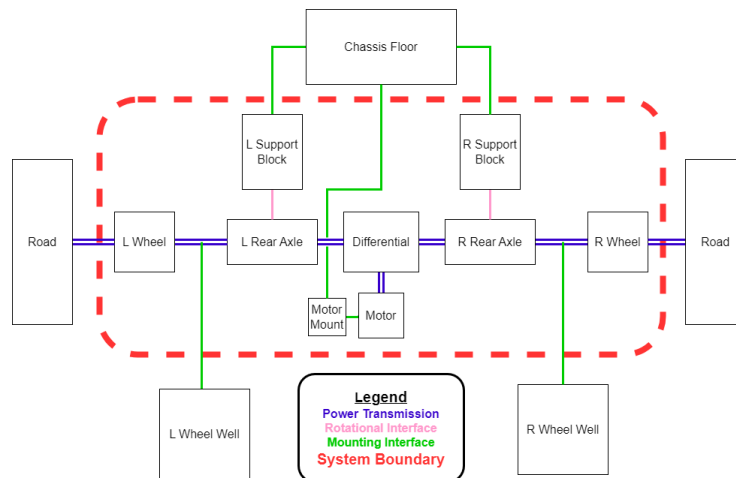 Chassis Floor
L Support
Block
R Support
Block
Road
L Wheel
L Rear Axle
Differential
R Rear Axle
R Wheel
Road
Motor
Mount
Motor
L Wheel Well
Legend
Power Transmission
Rotational Interface
Mounting Interface
System Boundary
R Wheel Well